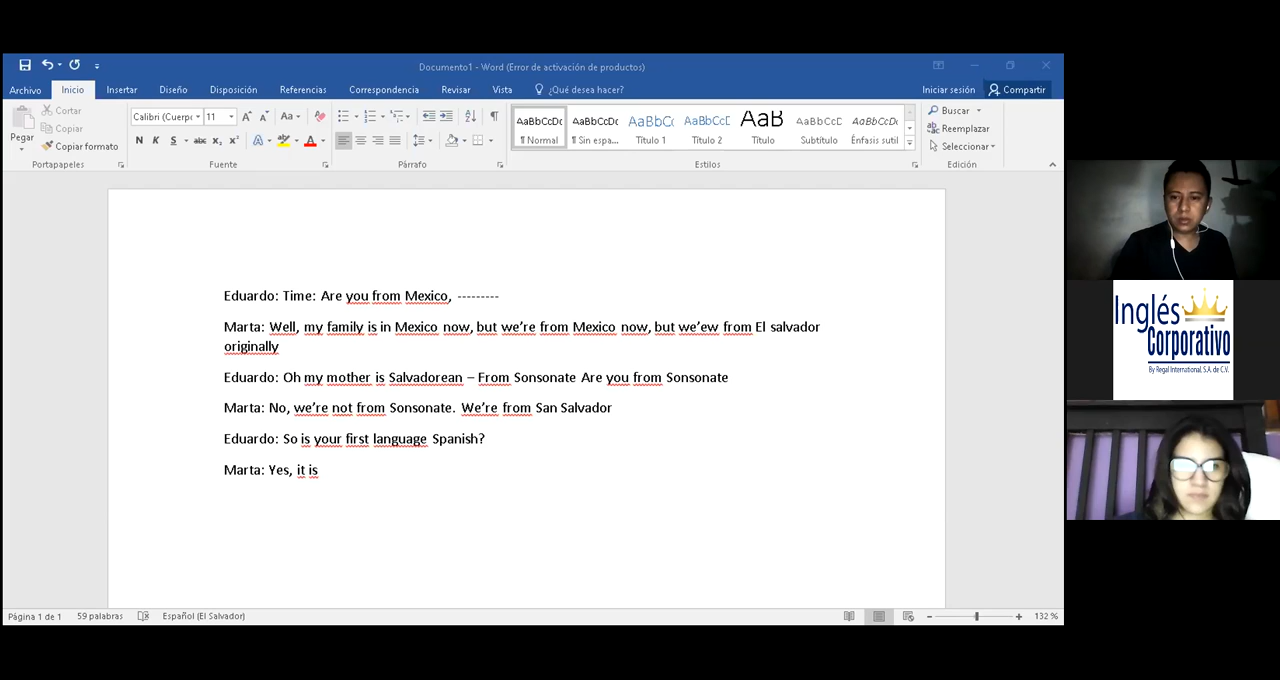 Documento1 - Word (Error de activación de productos)
Archivo Inicio Insertar Diseño Disposición Referencias Correspondencia Revisar Vista ¿Qué desea hacer? Iniciar sesión Compartir
Pegar
Cortar
Copiar
Copiar formato
Portapapeles
Calibri (Cuerpo 11
N K S abc x₂ x²
Fuente
Párrafo
AaBbCcDc AaBbCcDc AaBbCc AaBbCcD AaB AaBbCcD AaBbCcDc
¶ Normal ¶ Sin espa... Título 1 Título 2 Título Subtítulo Énfasis sutil
Estilos
Buscar
Reemplazar
Seleccionar
Edición
Eduardo: Time: Are you from Mexico, ---------
Marta: Well, my family is in Mexico now, but we're from Mexico now, but we'ew from El salvador
originally
Eduardo: Oh my mother is Salvadorean – From Sonsonate Are you from Sonsonate
Marta: No, we're not from Sonsonate. We're from San Salvador
Eduardo: So is your first language Spanish?
Marta: Yes, it is
Página 1 de 1 59 palabras Español (El Salvador) 132 %
Inglés
Corporativo
By Regal International, S.A. de C.V.